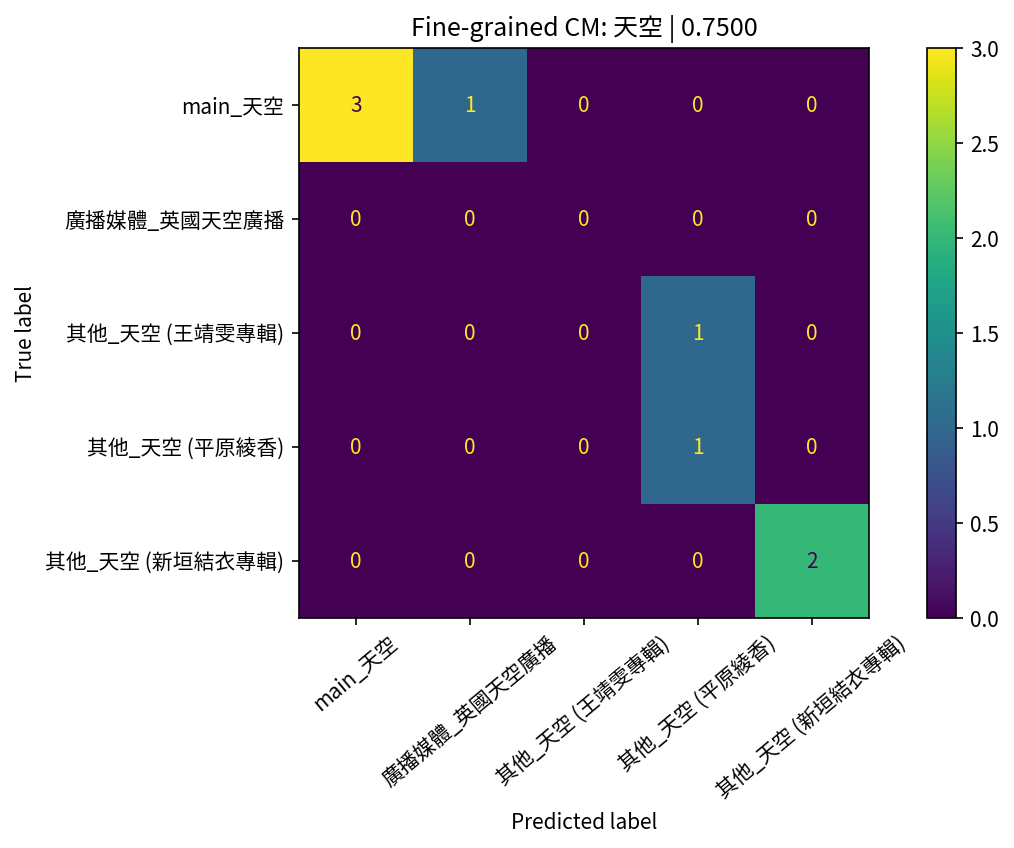 Fine-grained CM: 天空 | 0.7500
True label
main_天空
3 1 0 0 0
廣播媒體_英國天空廣播
0 0 0 0 0
其他_天空 (王靖雯專輯)
0 0 0 1 0
其他_天空 (平原綾香)
0 0 0 1 0
其他_天空 (新垣結衣專輯)
0 0 0 0 2
main_天空
廣播媒體_英國天空廣播
其他_天空 (王靖雯專輯)
其他_天空 (平原綾香)
其他_天空 (新垣結衣專輯)
Predicted label
3.0
2.5
2.0
1.5
1.0
0.5
0.0